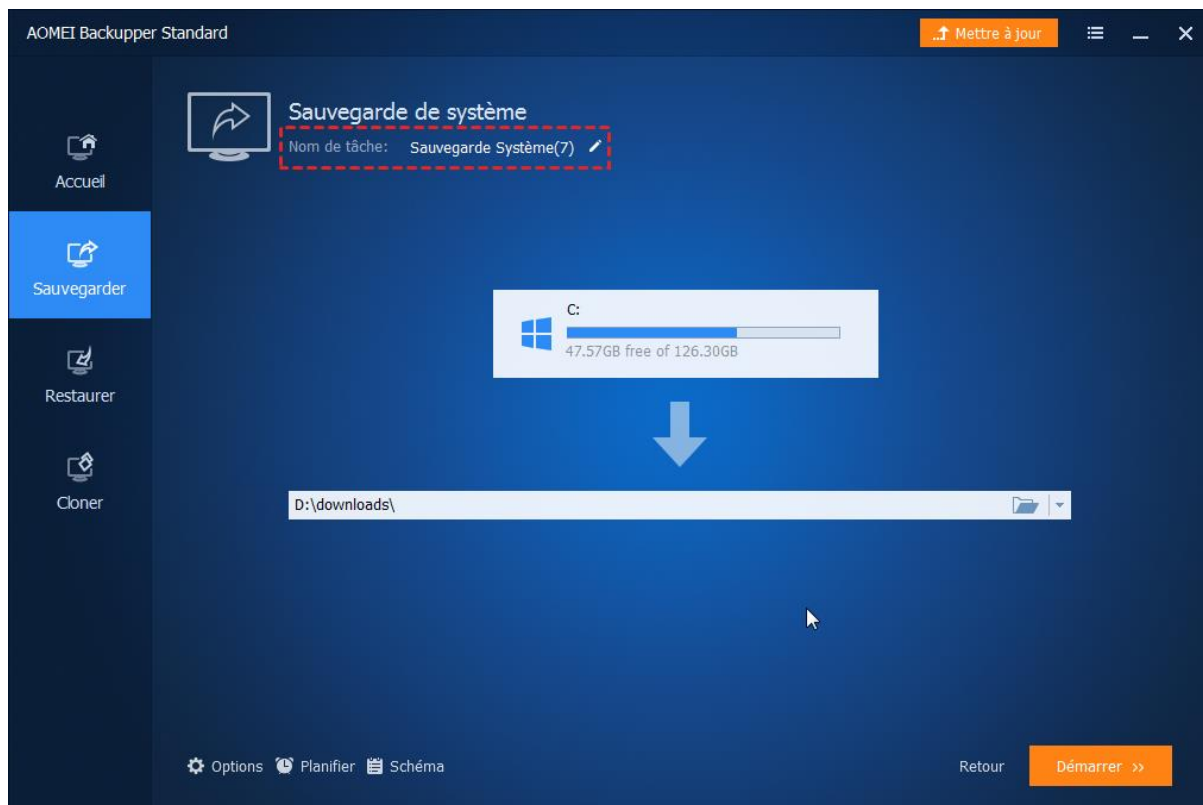 AOMEI Backupper Standard
Mettre à jour
Sauvegarde de système
Nom de tâche: Sauvegarde Système(7)
Accueil
Sauvegarder
Restaurer
Cloner
C:
47.57GB free of 126.30GB
D:\downloads\
Options Planifier Schéma
Retour Démarrer »